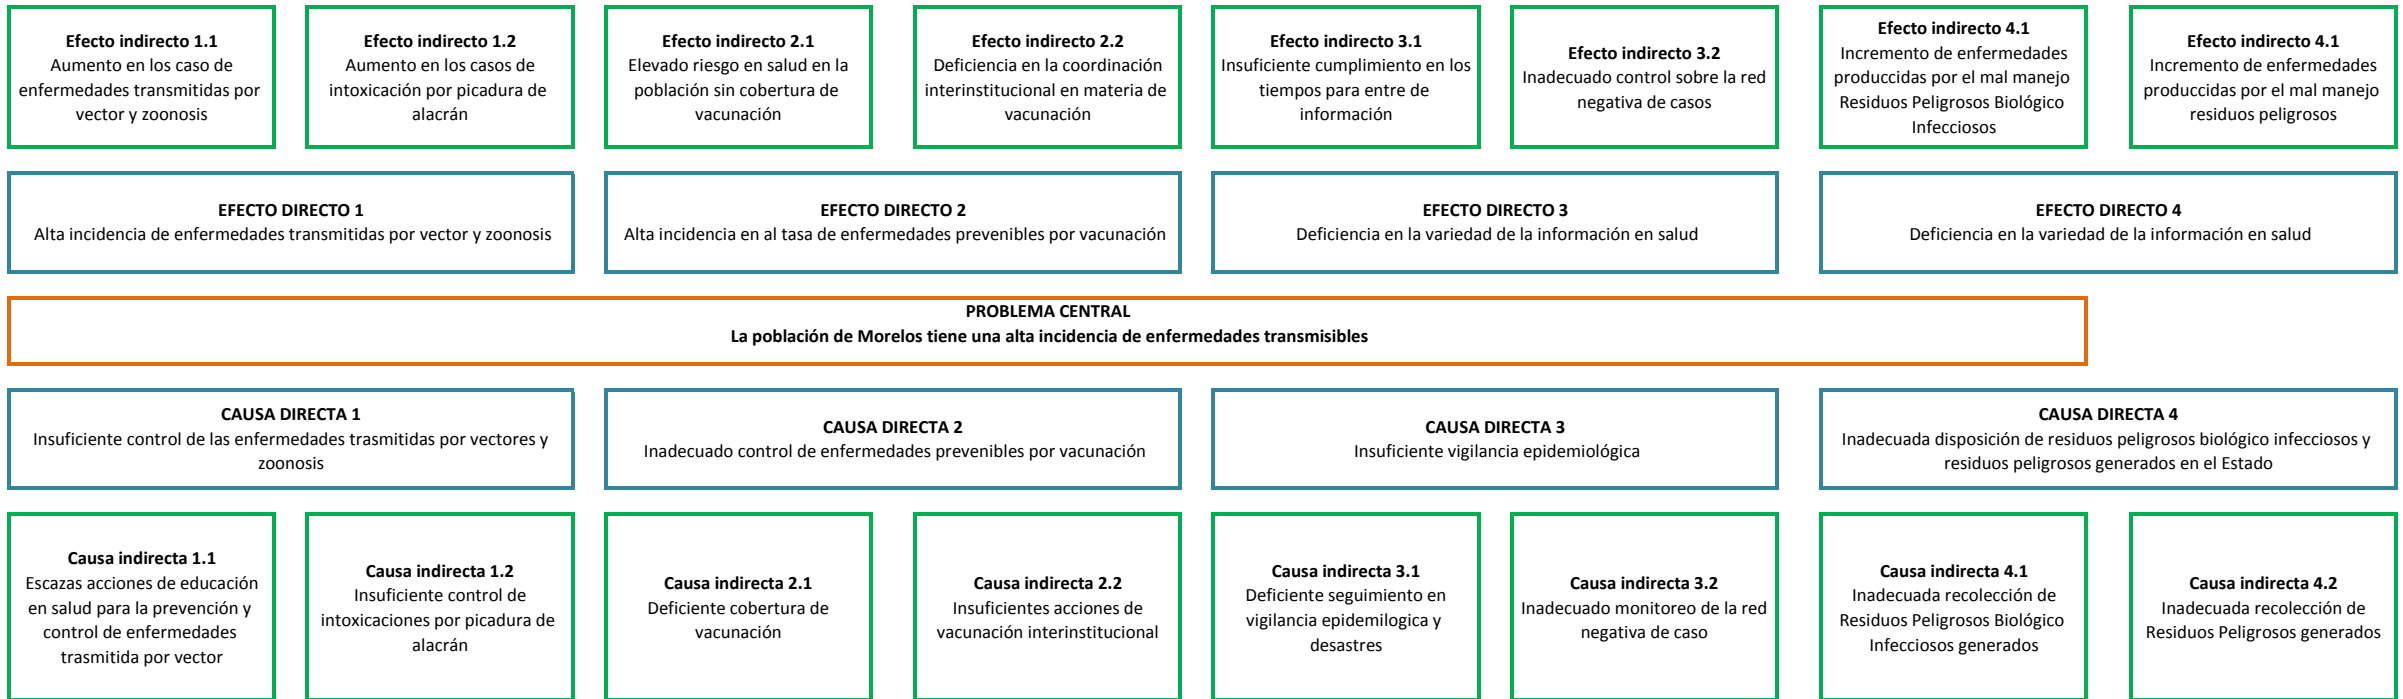 Efecto indirecto 1.1
Aumento en los caso de
enfermedades transmitidas por
vector y zoonosis
Efecto indirecto 1.2
Aumento en los casos de
intoxicación por picadura de
alacrán
Efecto indirecto 2.1
Elevado riesgo en salud en la
población sin cobertura de
vacunación
Efecto indirecto 2.2
Deficiencia en la coordinación
interinstitucional en materia de
vacunación
Efecto indirecto 3.1
Insuficiente cumplimiento en los
tiempos para entre de
información
Efecto indirecto 3.2
Inadecuado control sobre la red
negativa de casos
Efecto indirecto 4.1
Incremento de enfermedades
produccidas por el mal manejo
Residuos Peligrosos Biológico
Infecciosos
Efecto indirecto 4.1
Incremento de enfermedades
produccidas por el mal manejo
residuos peligrosos
EFECTO DIRECTO 1
Alta incidencia de enfermedades transmitidas por vector y zoonosis
EFECTO DIRECTO 2
Alta incidencia en al tasa de enfermedades prevenibles por vacunación
EFECTO DIRECTO 3
Deficiencia en la variedad de la información en salud
EFECTO DIRECTO 4
Deficiencia en la variedad de la información en salud
PROBLEMA CENTRAL
La población de Morelos tiene una alta incidencia de enfermedades transmisibles
CAUSA DIRECTA 1
Insuficiente control de las enfermedades trasmitidas por vectores y
zoonosis
CAUSA DIRECTA 2
Inadecuado control de enfermedades prevenibles por vacunación
CAUSA DIRECTA 3
Insuficiente vigilancia epidemiológica
CAUSA DIRECTA 4
Inadecuada disposición de residuos peligrosos biológico infecciosos y
residuos peligrosos generados en el Estado
Causa indirecta 1.1
Escazas acciones de educación
en salud para la prevención y
control de enfermedades
trasmitida por vector
Causa indirecta 1.2
Insuficiente control de
intoxicaciones por picadura de
alacrán
Causa indirecta 2.1
Deficiente cobertura de
vacunación
Causa indirecta 2.2
Insuficientes acciones de
vacunación interinstitucional
Causa indirecta 3.1
Deficiente seguimiento en
vigilancia epidemilogica y
desastres
Causa indirecta 3.2
Inadecuado monitoreo de la red
negativa de caso
Causa indirecta 4.1
Inadecuada recolección de
Residuos Peligrosos Biológico
Infecciosos generados
Causa indirecta 4.2
Inadecuada recolección de
Residuos Peligrosos generados